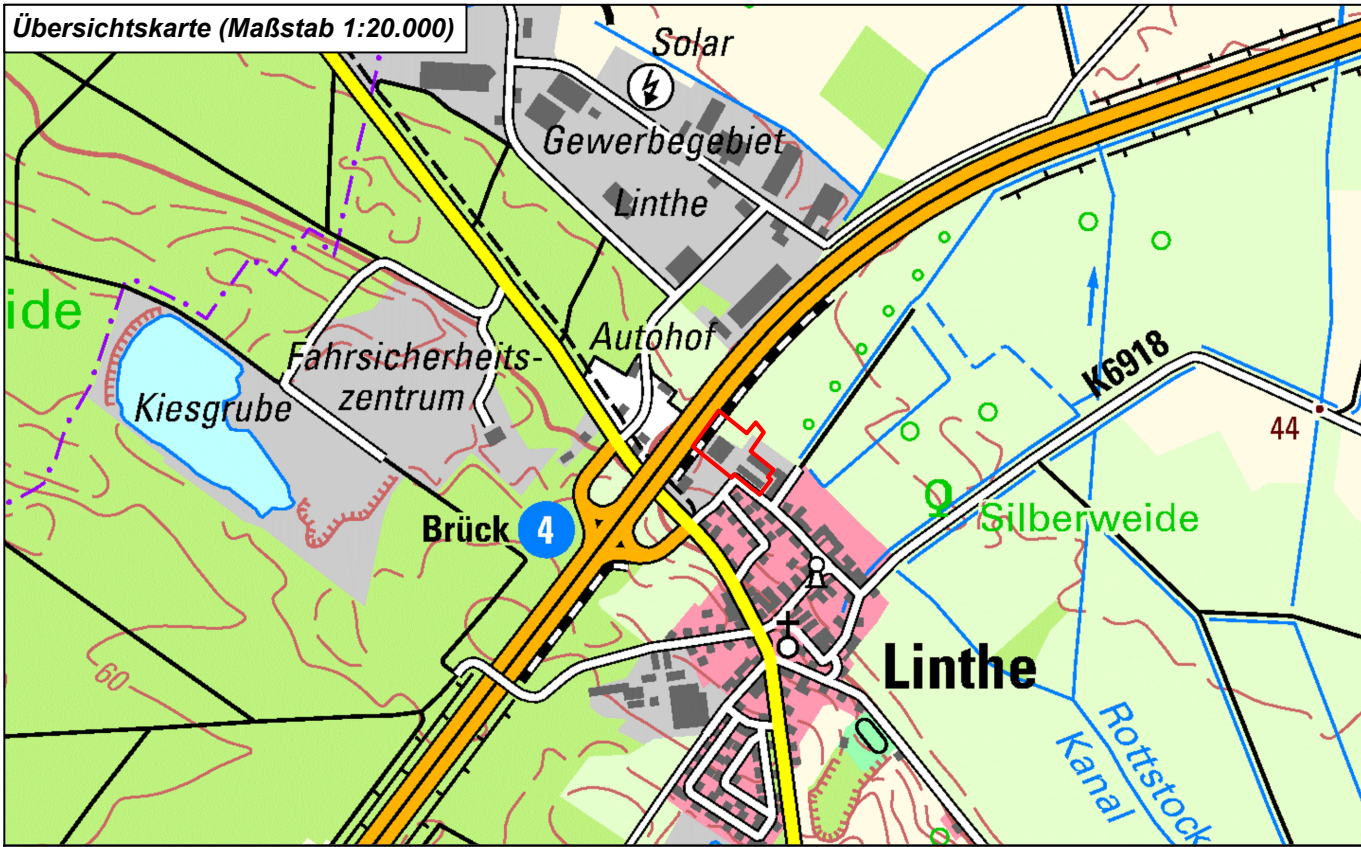 Übersichtskarte (Maßstab 1:20.000)
Solar
Gewerbegebiet
Linthe
ide
Autohof
Fahrsicherheits-
zentrum
Kiesgrube
K6918
44
Brück 4
Silberweide
Linthe
60
Rottstock
Kanal